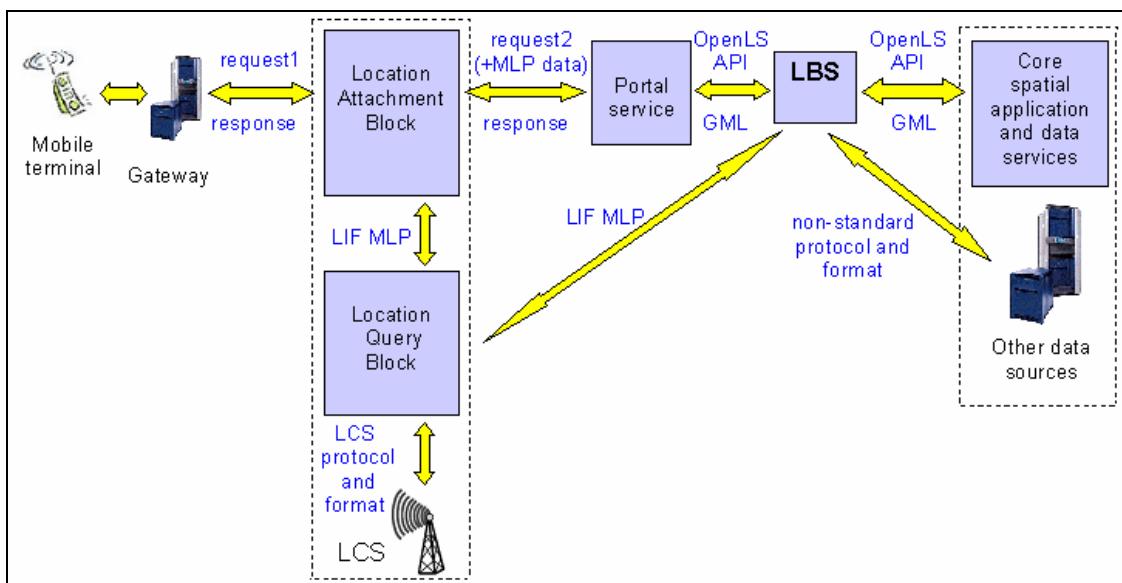 Mobile
terminal
Gateway
request1
response
Location
Attachment
Block
request2
(+MLP data)
response
Portal
service
OpenLS
API
GML
LBS
OpenLS
API
GML
Core
spatial
application
and data
services
LIF MLP
LIF MLP
non-standard
protocol and
format
Location
Query
Block
Other data
sources
LCS
protocol
and
format
LCS